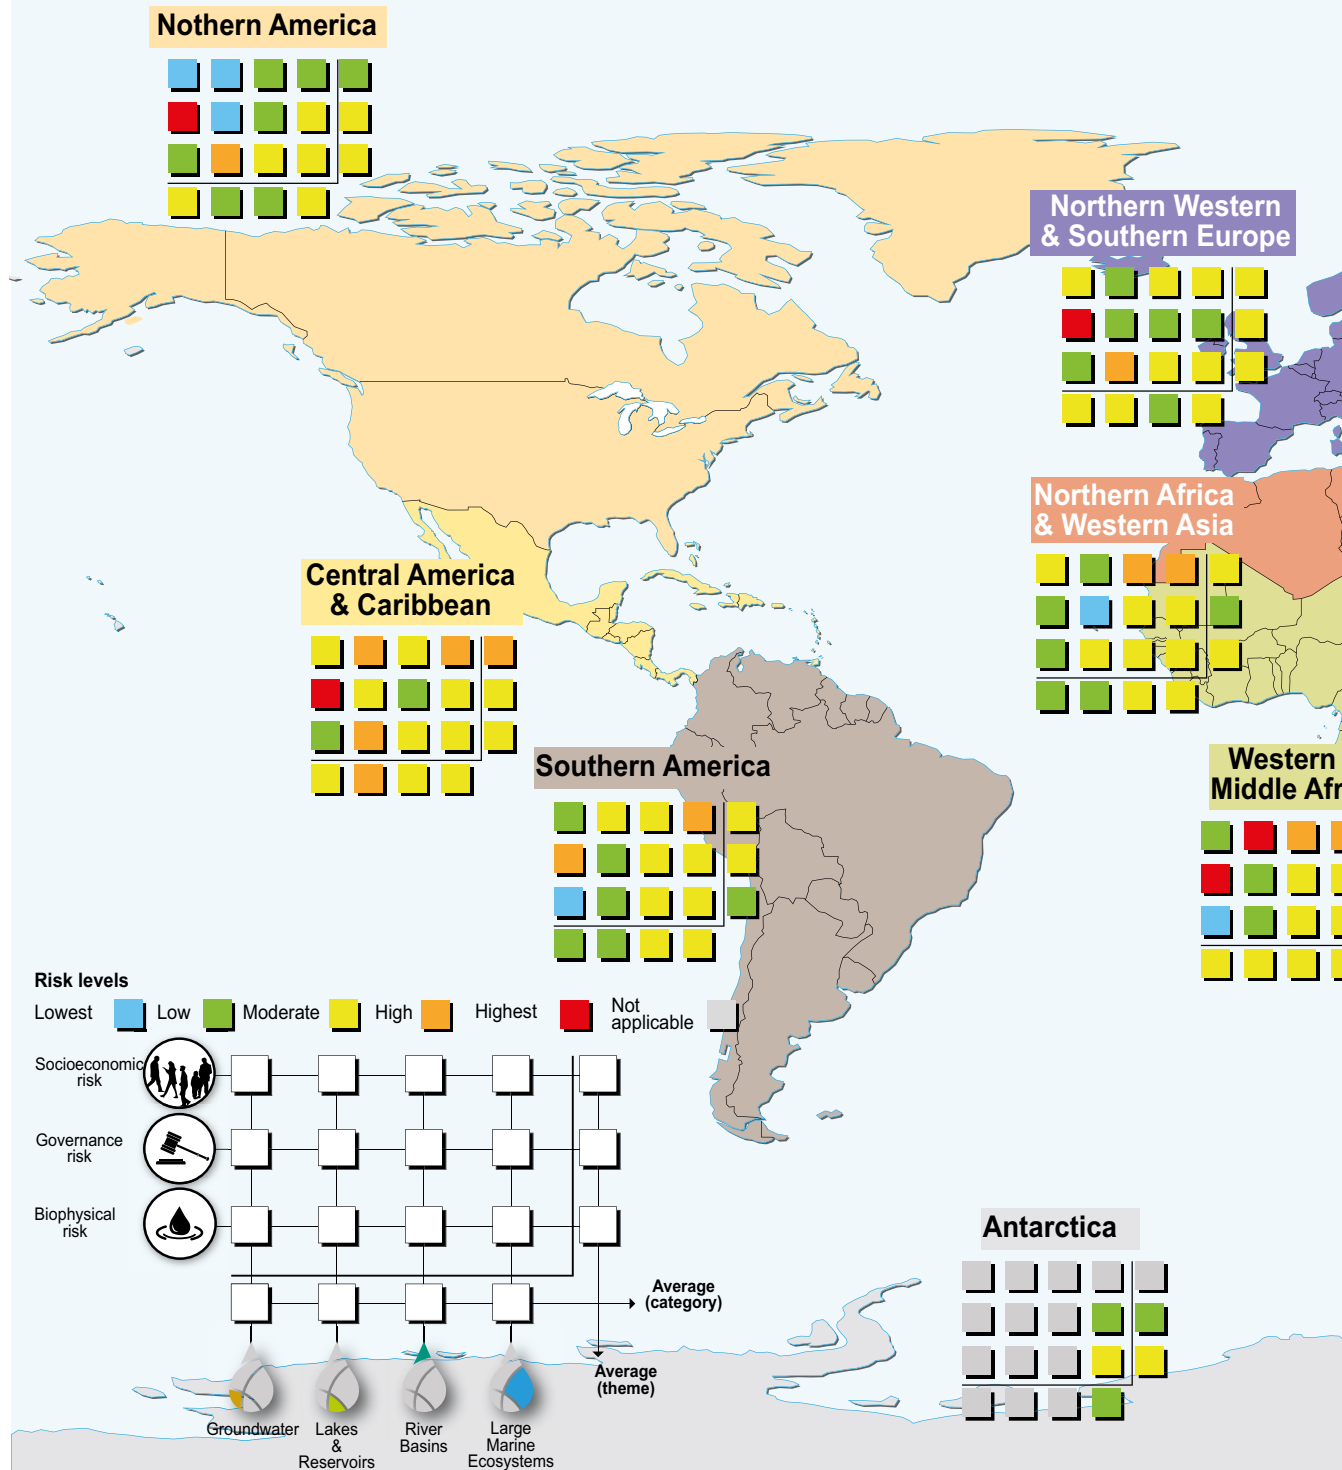 Nothern America
Northern Western
& Southern Europe
Northern Africa
& Western Asia
Central America
& Caribbean
Southern America
Western
Middle Afr
Risk levels
Lowest
Low
Moderate
High
Highest
Not
applicable
Socioeconomic
risk
Governance
risk
Biophysical
risk
Average
(category)
Average
(theme)
Groundwater
Lakes
&
Reservoirs
River
Basins
Large
Marine
Ecosystems
Antarctica